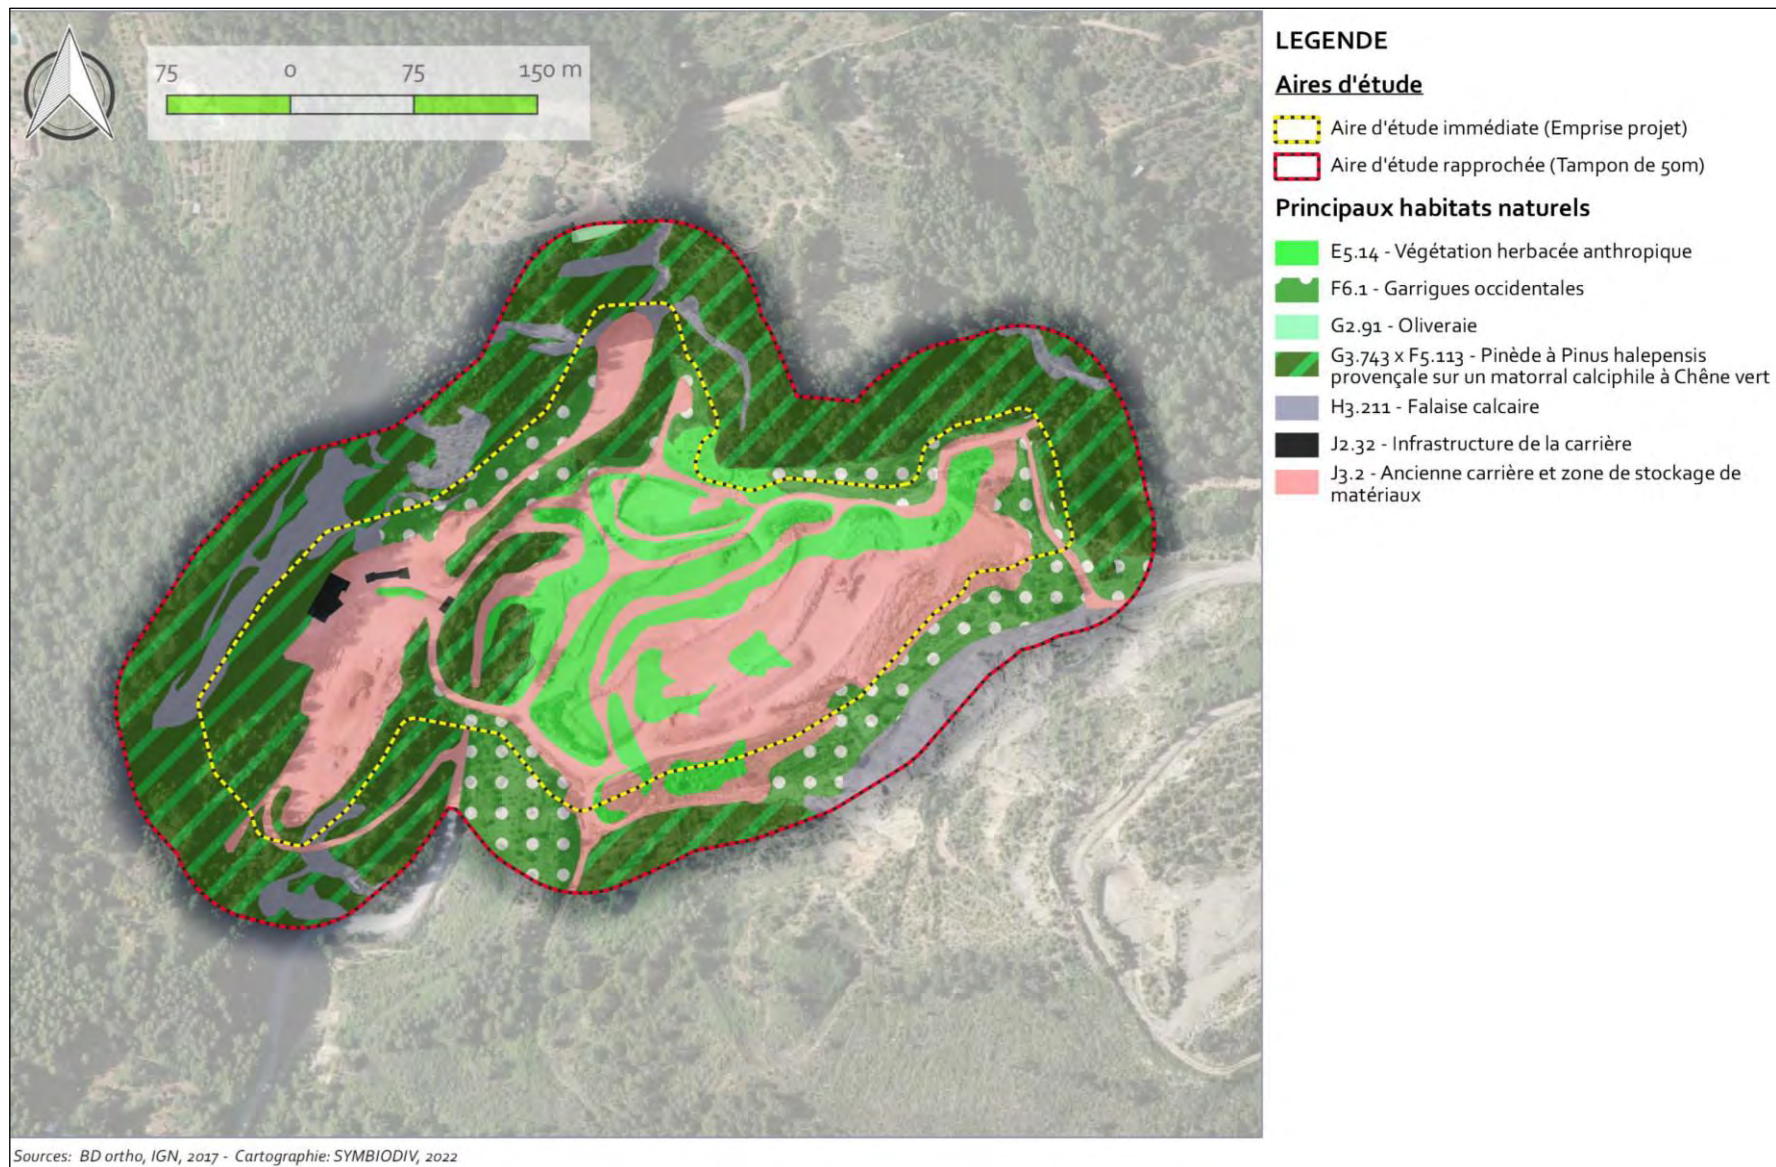 75 0 75 150 m
LEGENDE
Aires d'étude
Aire d'étude immédiate (Emprise projet)
Aire d'étude rapprochée (Tampon de 50m)
Principaux habitats naturels
E5.14 - Végétation herbacée anthropique
F6.1 - Garrigues occidentales
G2.91 - Oliveraie
G3.743 x F5.113 - Pinède à Pinus halepensis
provençale sur un matorral calciphile à Chêne vert
H3.211 - Falaise calcaire
J2.32 - Infrastructure de la carrière
J3.2 - Ancienne carrière et zone de stockage de
matériaux
Sources: BD ortho, IGN, 2017 - Cartographie: SYMBIODIV, 2022